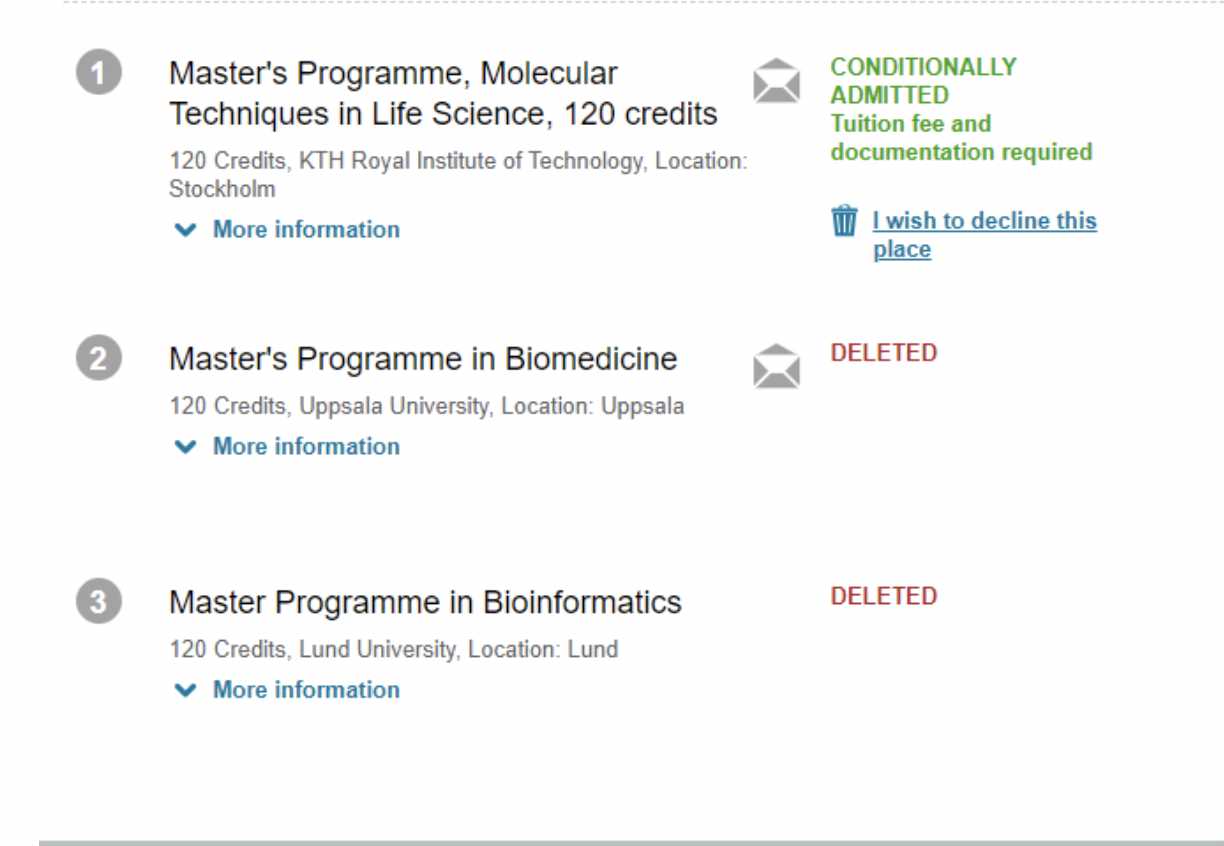 1
Master's Programme, Molecular
Techniques in Life Science, 120 credits
120 Credits, KTH Royal Institute of Technology, Location:
Stockholm
More information
CONDITIONALLY
ADMITTED
Tuition fee and
documentation required
I wish to decline this
place
2
Master's Programme in Biomedicine
120 Credits, Uppsala University, Location: Uppsala
More information
DELETED
3
Master Programme in Bioinformatics
120 Credits, Lund University, Location: Lund
More information
DELETED